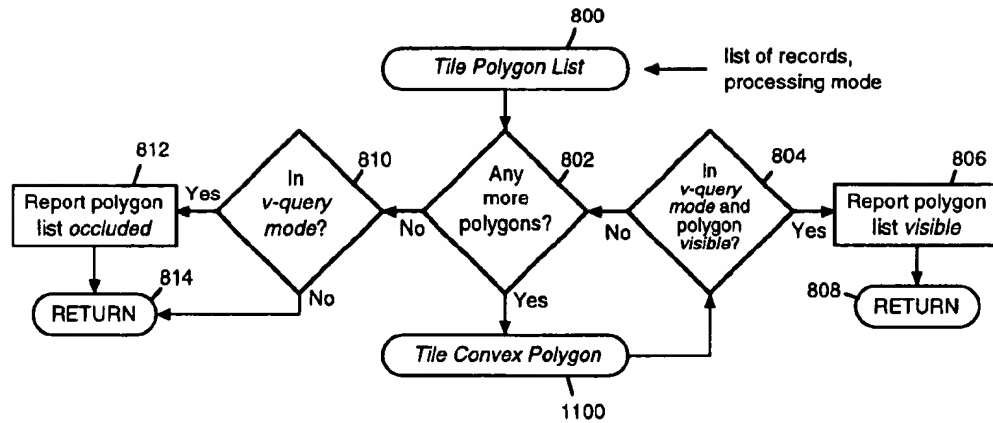 800
Tile Polygon List
list of records,
processing mode
812
Report polygon
list occluded
Yes
810
In
v-query
mode?
No
802
Any
more
polygons?
No
804
In
v-query
mode and
polygon
visible?
Yes
806
Report polygon
list visible
814
RETURN
No
Yes
808
RETURN
Tile Convex Polygon
1100